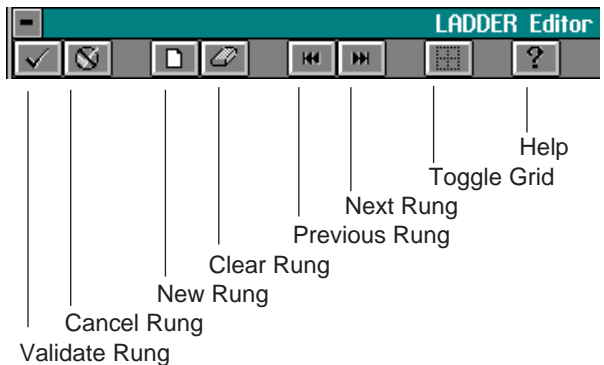 LADDER Editor
?
Help
Toggle Grid
Next Rung
Previous Rung
Clear Rung
New Rung
Cancel Rung
Validate Rung